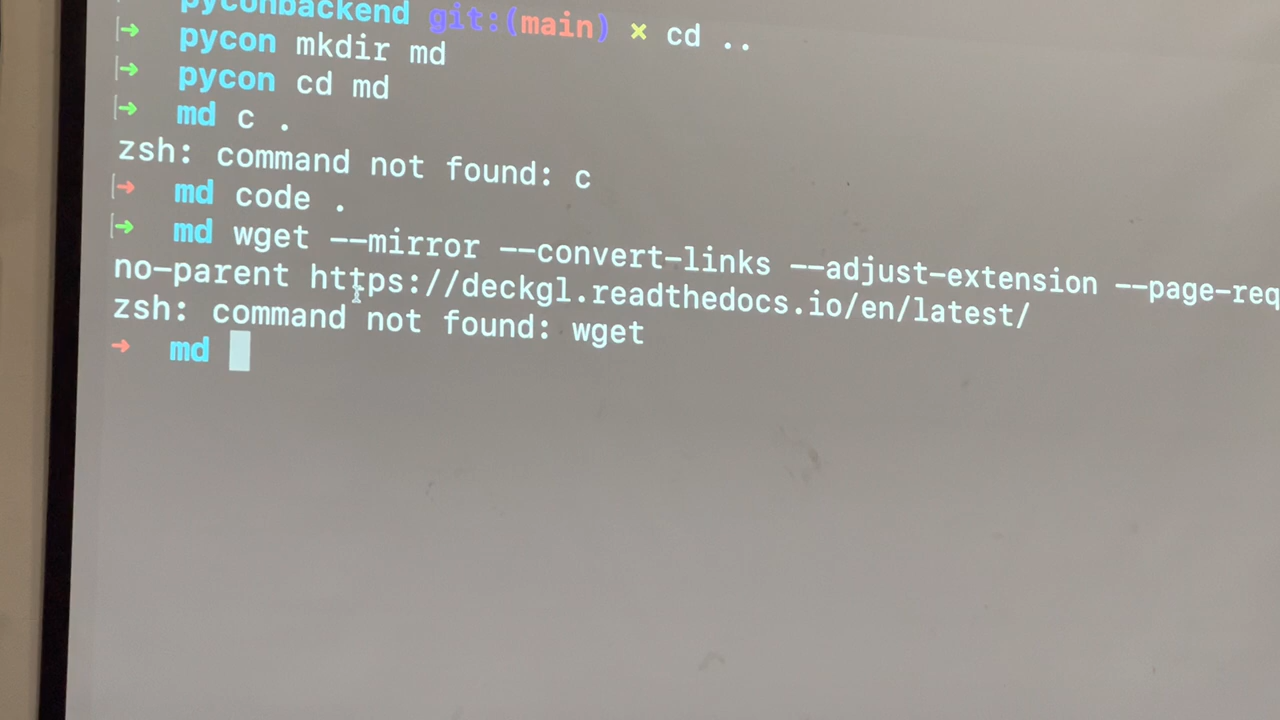 pyconbackend git:(main) × cd ..
→ pycon mkdir md
→ pycon cd md
→ md c .
zsh: command not found: c
→ md code .
→ md wget --mirror --convert-links --adjust-extension --page-req
no-parent https://deckgl.readthedocs.io/en/latest/
zsh: command not found: wget
→ md